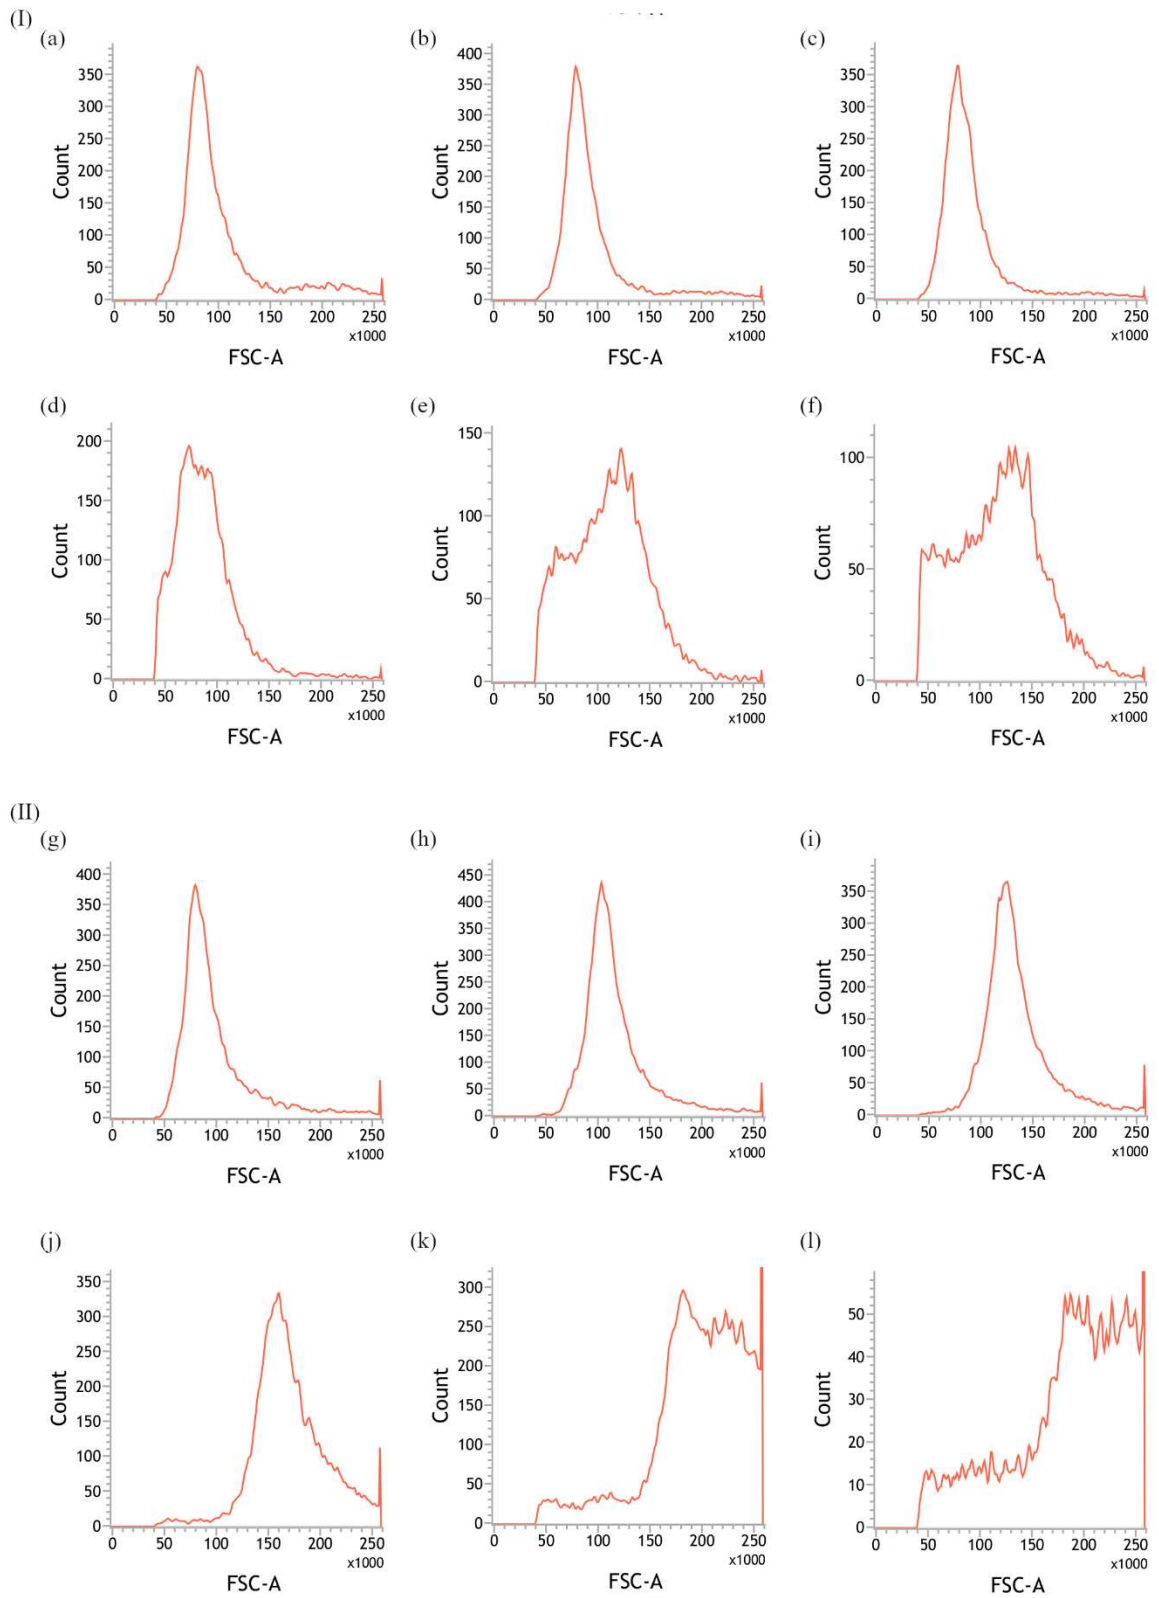 (I)
(a) (b) (c)
350 300 250 200 150 100 50 0
Count
0 50 100 150 200 250
x1000
FSC-A
400 350 300 250 200 150 100 50 0
Count
0 50 100 150 200 250
x1000
FSC-A
350 300 250 200 150 100 50 0
Count
0 50 100 150 200 250
x1000
FSC-A
(d) (e) (f)
200 150 100 50 0
Count
0 50 100 150 200 250
x1000
FSC-A
150 100 50 0
Count
0 50 100 150 200 250
x1000
FSC-A
100 50 0
Count
0 50 100 150 200 250
x1000
FSC-A
(II)
(g) (h) (i)
400 350 300 250 200 150 100 50 0
Count
0 50 100 150 200 250
x1000
FSC-A
450 400 350 300 250 200 150 100 50 0
Count
0 50 100 150 200 250
x1000
FSC-A
350 300 250 200 150 100 50 0
Count
0 50 100 150 200 250
x1000
FSC-A
(j) (k) (l)
350 300 250 200 150 100 50 0
Count
0 50 100 150 200 250
x1000
FSC-A
300 250 200 150 100 50 0
Count
0 50 100 150 200 250
x1000
FSC-A
50 40 30 20 10 0
Count
0 50 100 150 200 250
x1000
FSC-A